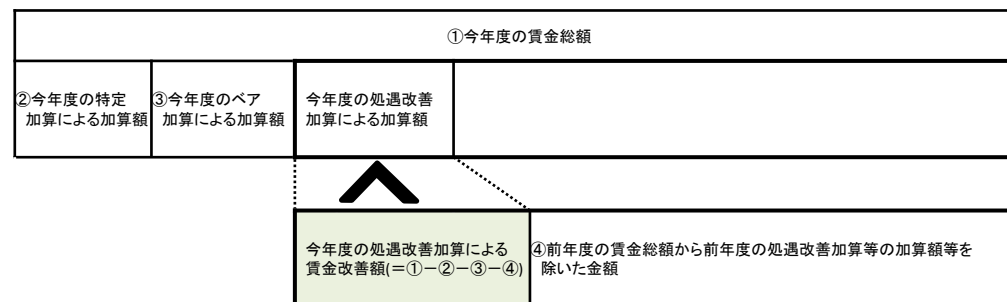 ①今年度の賃金総額
②今年度の特定
加算による加算額
③今年度のベア
加算による加算額
今年度の処遇改善
加算による加算額
今年度の処遇改善加算による
賃金改善額(=①－②－③－④)
④前年度の賃金総額から前年度の処遇改善加算等の加算額等を
除いた金額